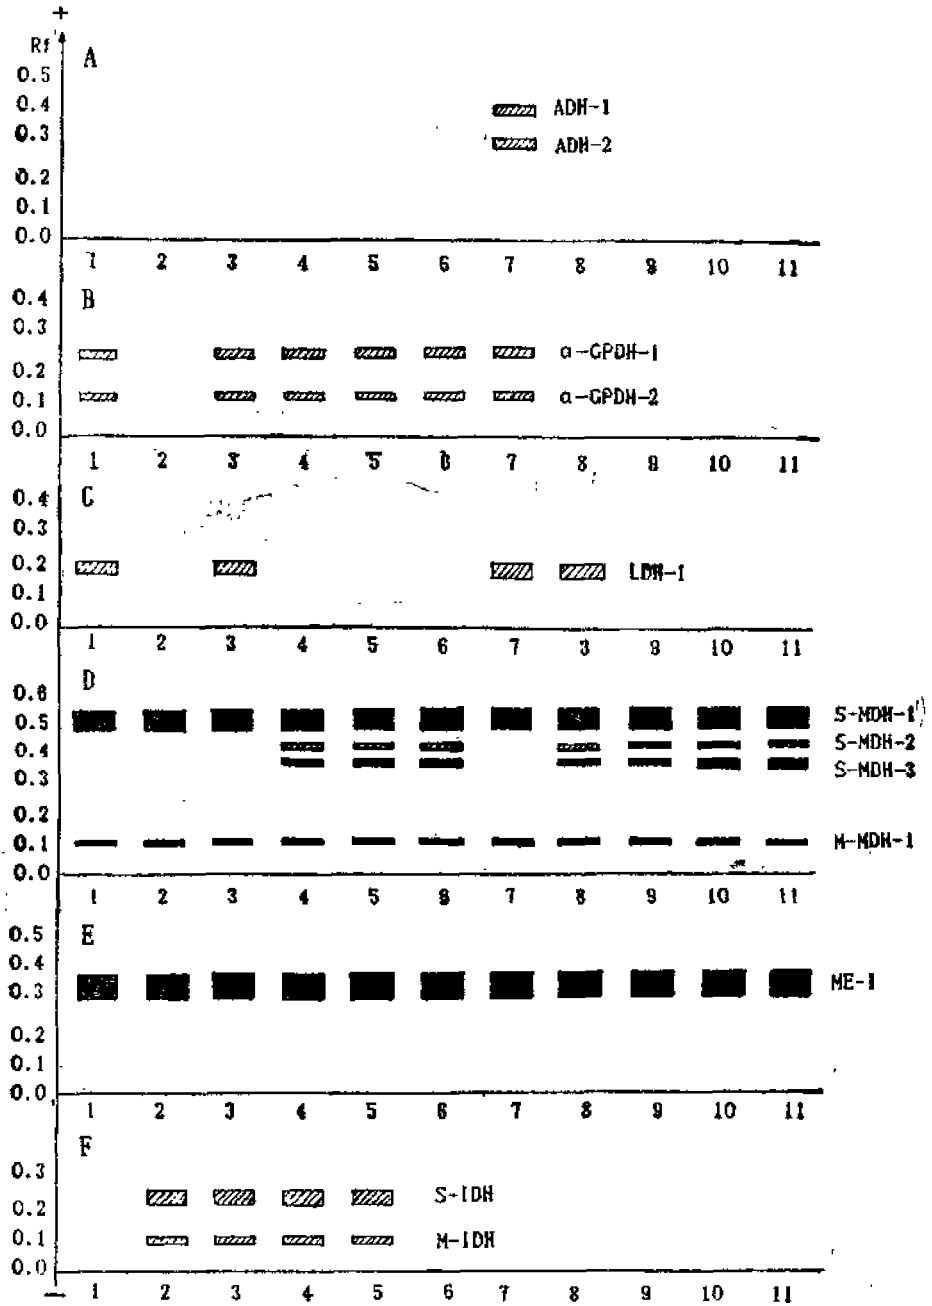 +
Rf A
0.5
0.4 ADH-1
0.3 ADH-2
0.2
0.1
0.0
1 2 3 4 5 6 7 8 9 10 11
0.4 B
0.3
α-GPDH-1
0.2
0.1 α-GPDH-2
0.0
1 2 3 4 5 6 7 8 9 10 11
0.4 C
0.3
0.2 LDH-1
0.1
0.0
1 2 3 4 5 6 7 8 9 10 11
D
0.6
0.5 S-MDH-1
0.4 S-MDH-2
0.3 S-MDH-3
0.2
0.1 M-MDH-1
0.0
1 2 3 4 5 6 7 8 9 10 11
0.5 E
0.4
0.3 ME-1
0.2
0.1
0.0
1 2 3 4 5 6 7 8 9 10 11
F
0.3
S-IDH
0.2
0.1 M-IDH
0.0
− 1 2 3 4 5 6 7 8 9 10 11